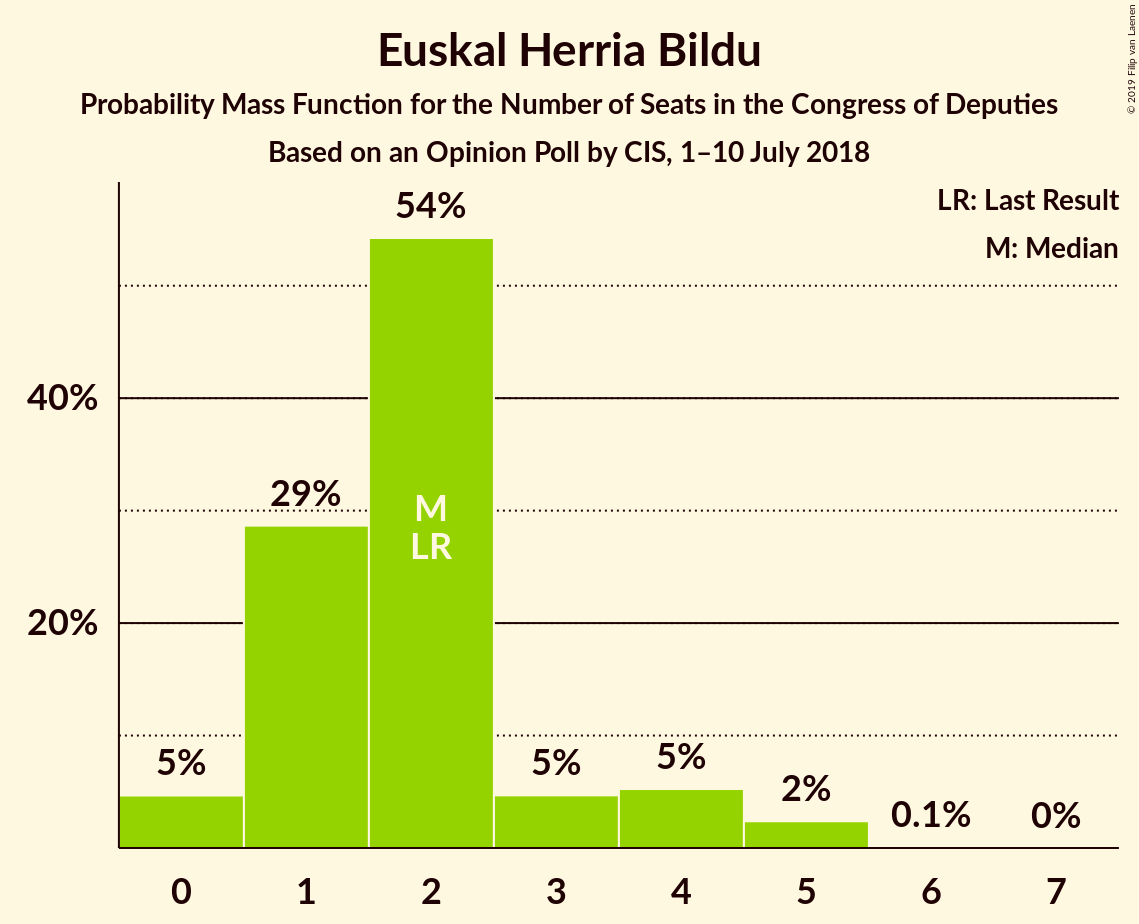 Euskal Herria Bildu
Probability Mass Function for the Number of Seats in the Congress of Deputies
Based on an Opinion Poll by CIS, 1–10 July 2018
© 2019 Filip van Laenen
LR: Last Result
M: Median
54%
40%
29%
M
LR
20%
5%
5%
5%
2%
0.1%
0%
0 1 2 3 4 5 6 7